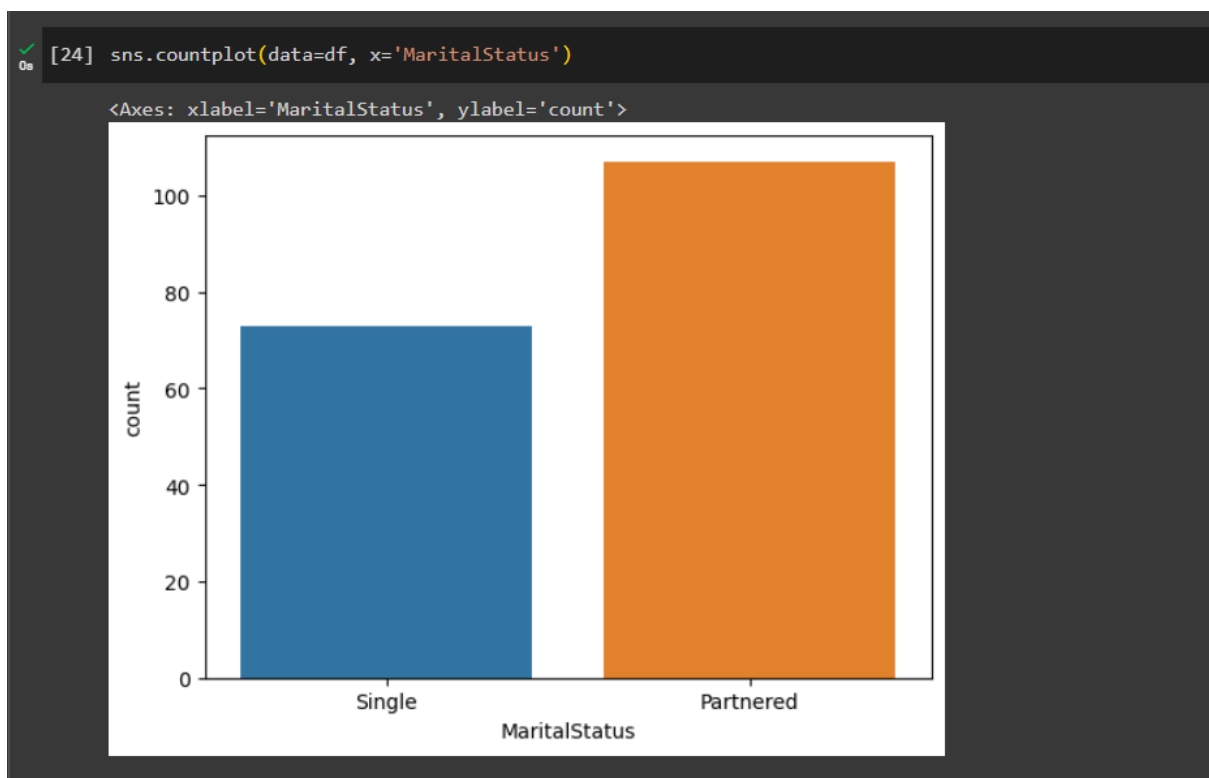 [24] sns.countplot(data=df, x='MaritalStatus')
0s
<Axes: xlabel='MaritalStatus', ylabel='count'>
100
80
60
40
20
0
count
Single Partnered
MaritalStatus